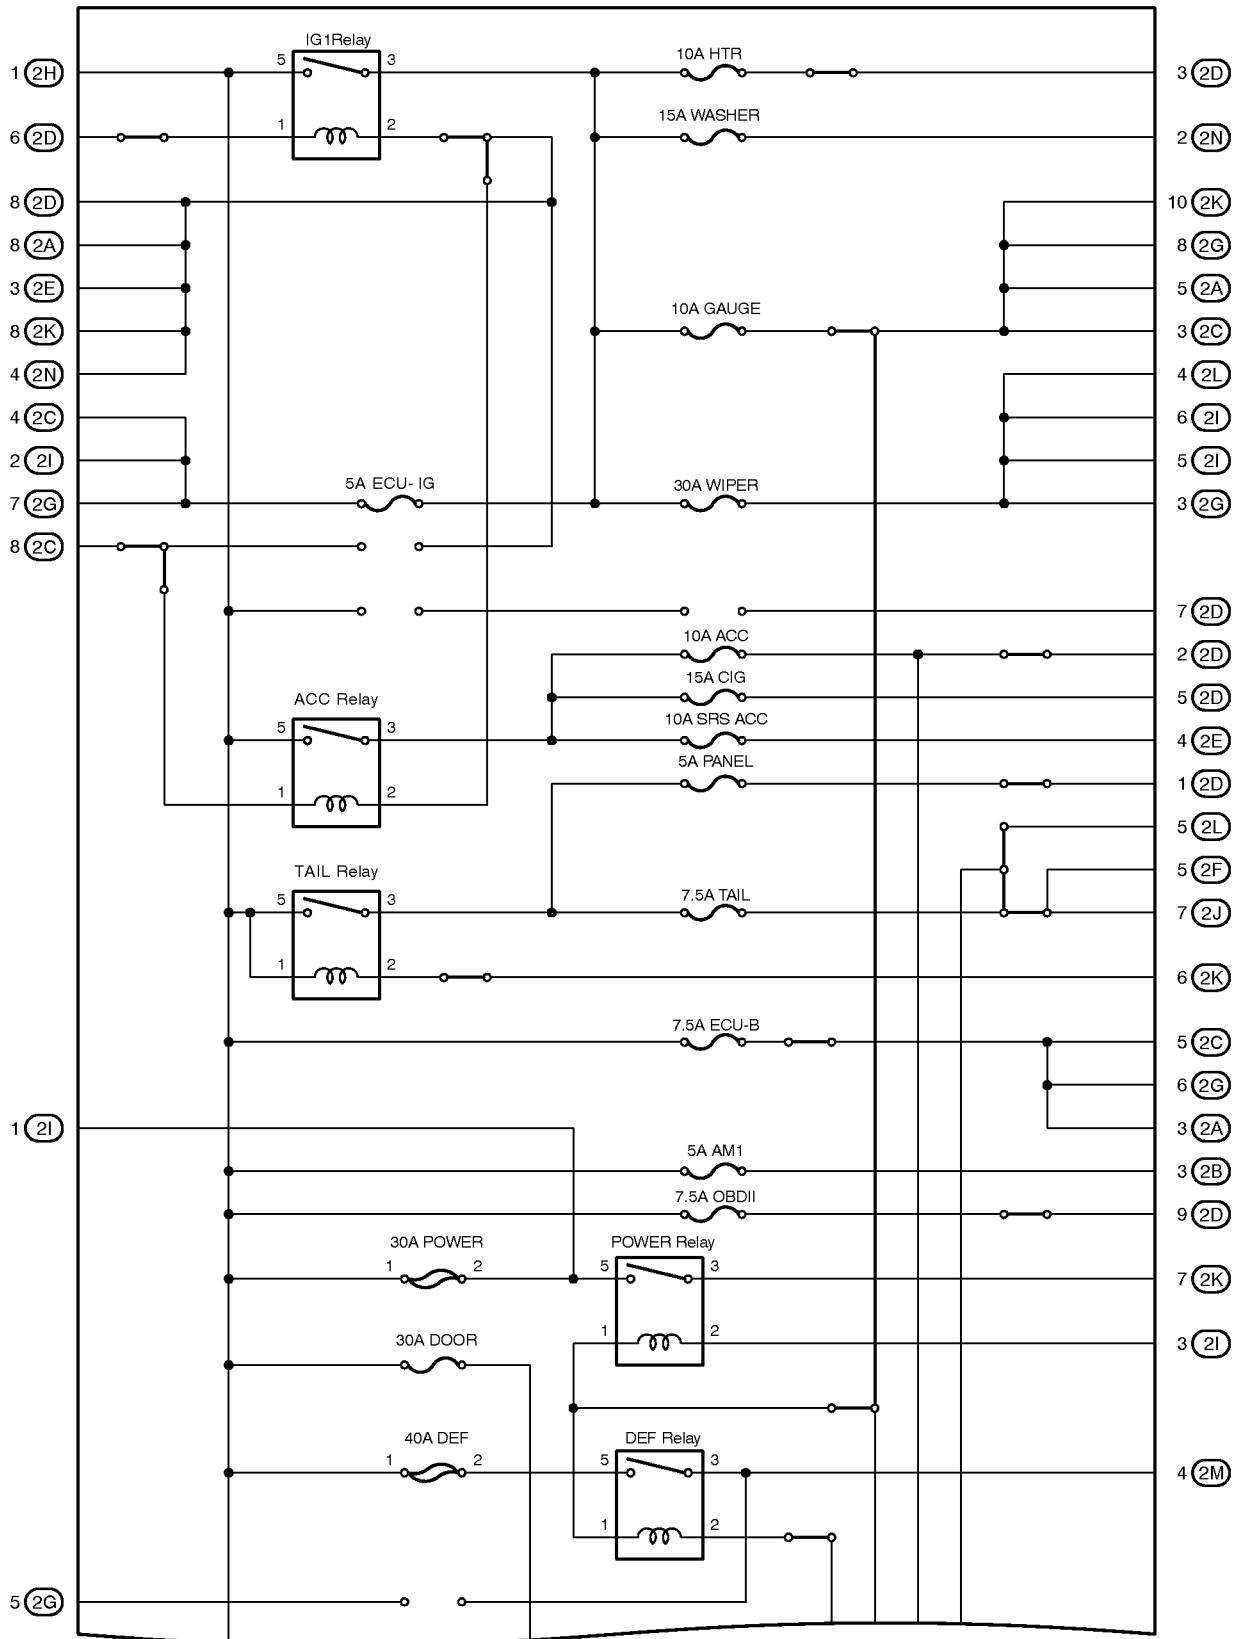 IG1Relay
5 3
10A HTR
1 2H
3 2D
15A WASHER
6 2D
1 2
2 2N
8 2D
10 2K
8 2A
8 2G
3 2E
5 2A
10A GAUGE
8 2K
3 2C
4 2N
4 2L
4 2C
6 2I
2 2I
5 2I
5A ECU- IG
30A WIPER
7 2G
3 2G
8 2C
7 2D
10A ACC
2 2D
15A CIG
5 2D
ACC Relay
10A SRS ACC
5 3
4 2E
5A PANEL
1 2
1 2D
5 2L
TAIL Relay
5 2F
5 3
7.5A TAIL
7 2J
1 2
6 2K
7.5A ECU-B
5 2C
6 2G
1 2I
3 2A
5A AM1
3 2B
7.5A OBDII
9 2D
30A POWER
POWER Relay
1 2
5 3
7 2K
30A DOOR
1 2
3 2I
40A DEF
DEF Relay
1 2
5 3
4 2M
1 2
5 2G